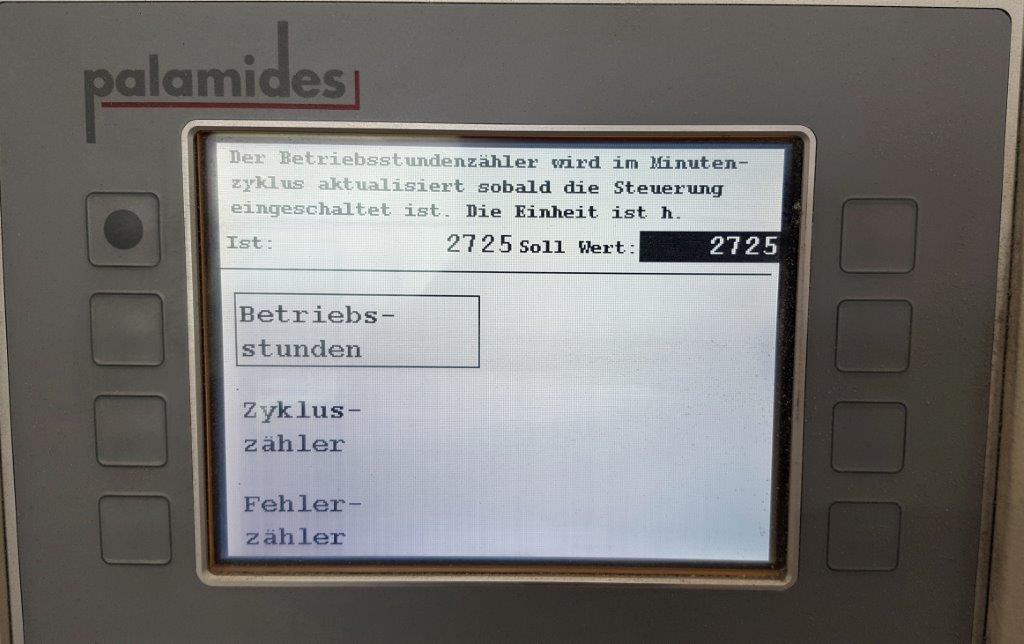 palamides
Der Betriebsstundenzähler wird im Minuten-
zyklus aktualisiert sobald die Steuerung
eingeschaltet ist. Die Einheit ist h.
Ist: 2725 Soll Wert: 2725
Betriebs-
stunden
Zyklus-
zähler
Fehler-
zähler